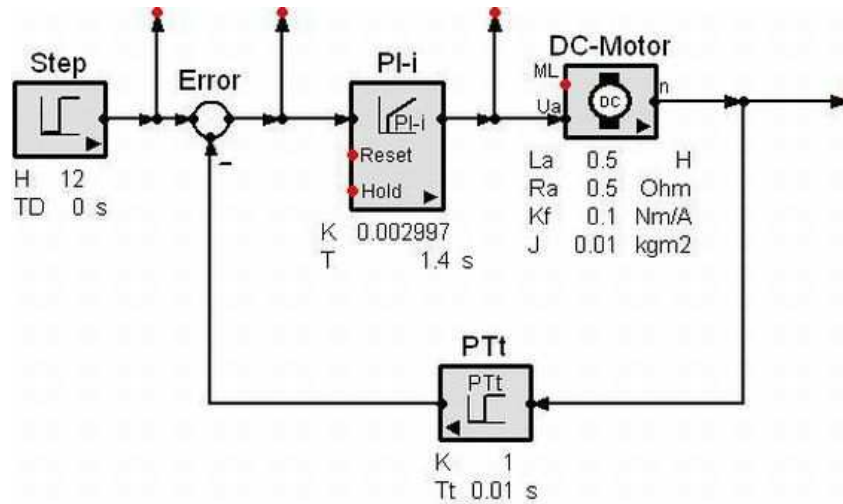 Step
H 12
TD 0 s
Error
PI-i
PI-i
Reset
Hold
K 0.002997
T 1.4 s
DC-Motor
ML
Ua
DC
n
La 0.5 H
Ra 0.5 Ohm
Kf 0.1 Nm/A
J 0.01 kgm2
-
PTt
PTt
K 1
Tt 0.01 s